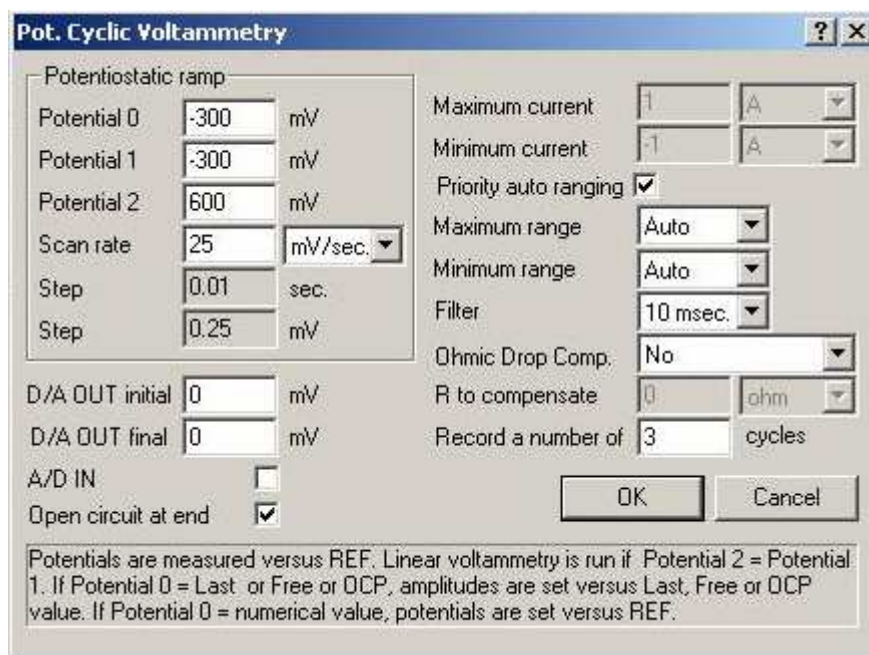 Pot. Cyclic Voltammetry
Potentiostatic ramp
Potential 0 -300 mV
Potential 1 -300 mV
Potential 2 600 mV
Scan rate 25 mV/sec.
Step 0.01 sec.
Step 0.25 mV
D/A OUT initial 0 mV
D/A OUT final 0 mV
A/D IN
Open circuit at end
Maximum current 1 A
Minimum current -1 A
Priority auto ranging
Maximum range Auto
Minimum range Auto
Filter 10 msec.
Ohmic Drop Comp. No
R to compensate 0 ohm
Record a number of 3 cycles
OK Cancel
Potentials are measured versus REF. Linear voltammetry is run if Potential 2 = Potential
1. If Potential 0 = Last or Free or OCP, amplitudes are set versus Last, Free or OCP
value. If Potential 0 = numerical value, potentials are set versus REF.